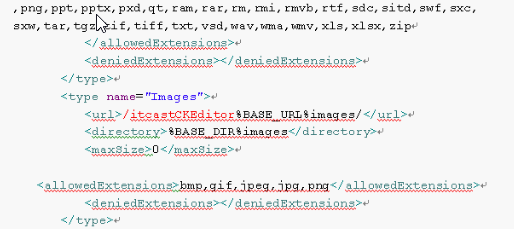 ,png,ppt,pptx,pxd,qt,ram,rar,rm,rmi,rmvb,rtf,sdc,sitd,swf,sxc,
sxw,tar,tgz,zif,tiff,txt,vsd,wav,wma,wmv,xls,xlsx,zip
</allowedExtensions>
<deniedExtensions></deniedExtensions>
</type>
<type name="Images">
<url>/itcastCKEditor%BASE_URL%images/</url>
<directory>%BASE_DIR%images</directory>
<maxSize>0</maxSize>
<allowedExtensions>bmp,gif,jpeg,jpg,png</allowedExtensions>
<deniedExtensions></deniedExtensions>
</type>